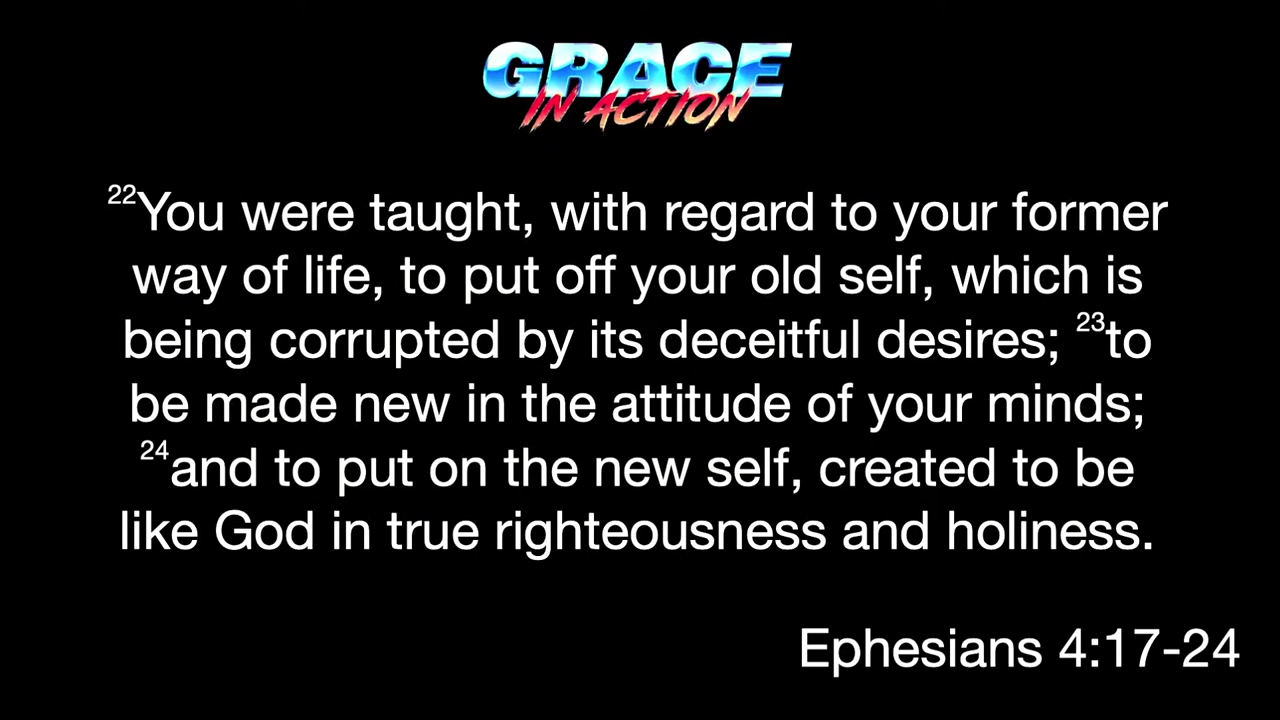 GRACE
IN ACTION
22You were taught, with regard to your former
way of life, to put off your old self, which is
being corrupted by its deceitful desires; 23to
be made new in the attitude of your minds;
24and to put on the new self, created to be
like God in true righteousness and holiness.
Ephesians 4:17-24